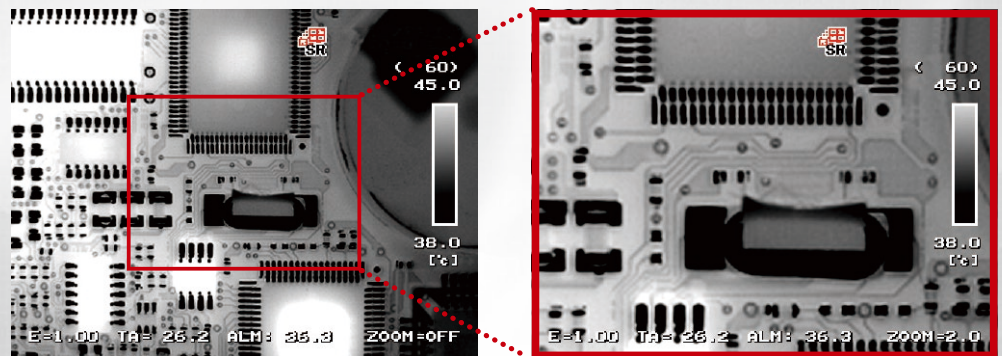 SR
( 60)
45.0
38.0
[℃]
E=1.00 TA= 26.2 ALM: 36.3 ZOOM=OFF
SR
( 60)
45.0
38.0
[℃]
E=1.00 TA= 26.2 ALM: 36.3 ZOOM=2.0